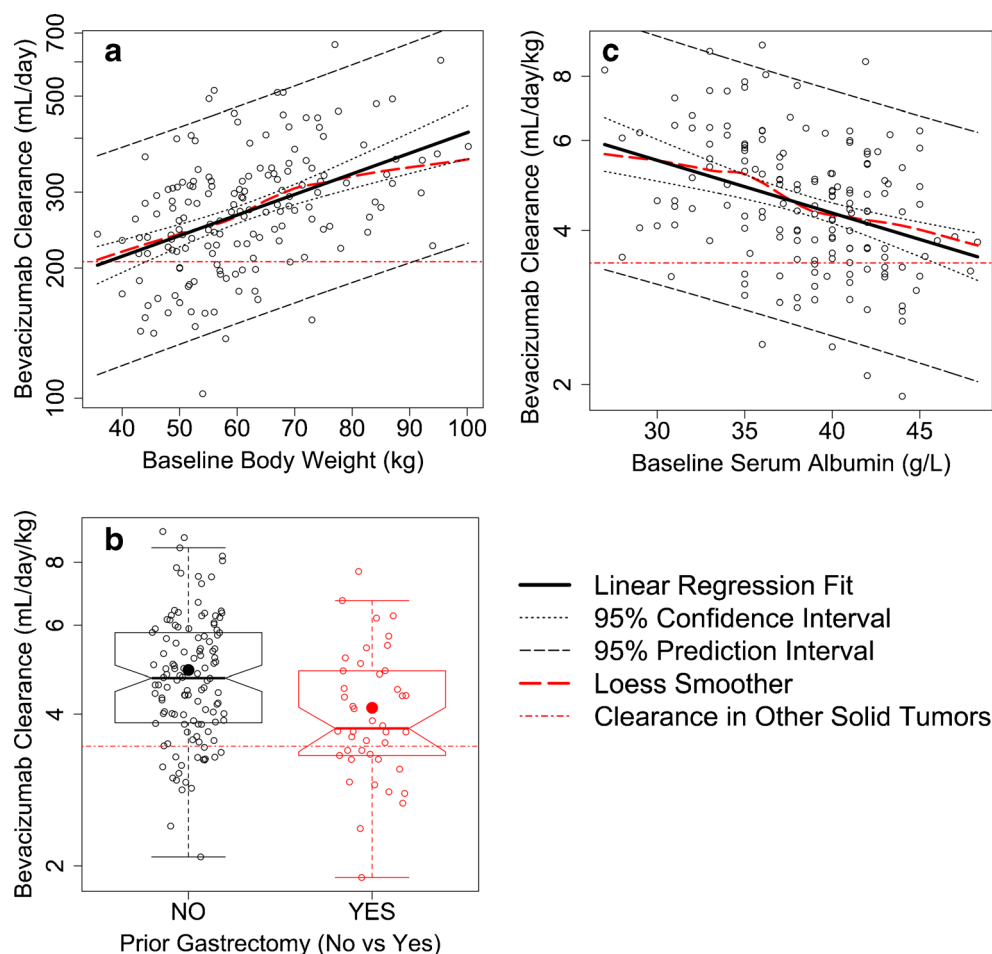 a
Bevacizumab Clearance (mL/day)
700
500
300
200
100
40 50 60 70 80 90 100
Baseline Body Weight (kg)
c
Bevacizumab Clearance (mL/day/kg)
8
6
4
2
30 35 40 45
Baseline Serum Albumin (g/L)
b
Bevacizumab Clearance (mL/day/kg)
8
6
4
2
NO YES
Prior Gastrectomy (No vs Yes)
Linear Regression Fit
95% Confidence Interval
95% Prediction Interval
Loess Smoother
Clearance in Other Solid Tumors